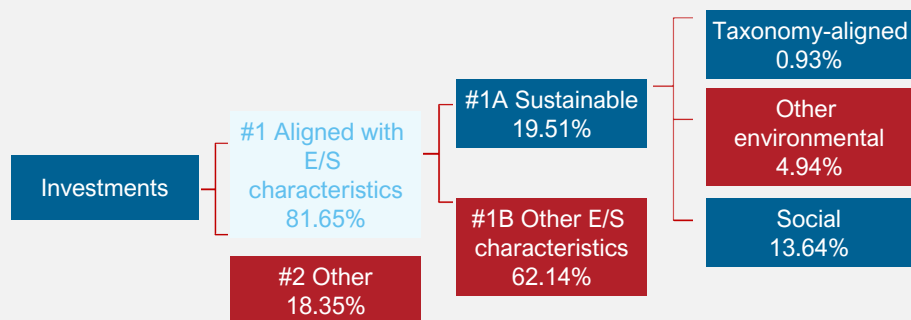 Investments
#1 Aligned with
E/S
characteristics
81.65%
#2 Other
18.35%
#1A Sustainable
19.51%
#1B Other E/S
characteristics
62.14%
Taxonomy-aligned
0.93%
Other
environmental
4.94%
Social
13.64%